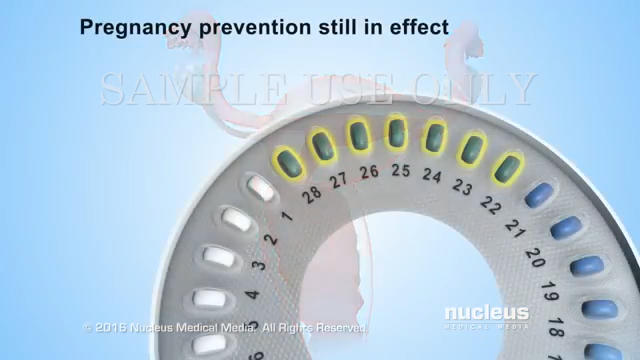 Pregnancy prevention still in effect
SAMPLE USE ONLY
28 27 26 25 24 23 22
1 21
2 20
3 19
4 18
5
6
© 2016 Nucleus Medical Media. All Rights Reserved.
nucleus
MEDICAL MEDIA